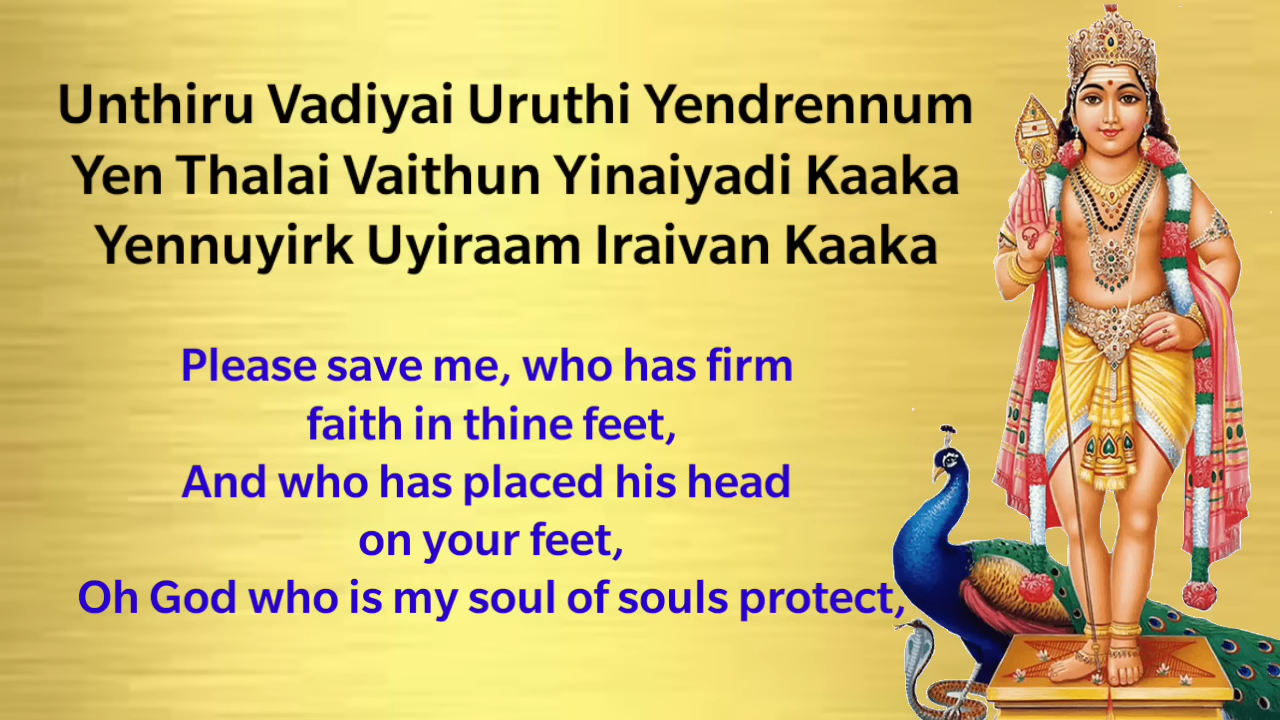 Unthiru Vadiyai Uruthi Yendrennum
Yen Thalai Vaithun Yinaiyadi Kaaka
Yennuyirk Uyiraam Iraivan Kaaka
Please save me, who has firm
faith in thine feet,
And who has placed his head
on your feet,
Oh God who is my soul of souls protect,